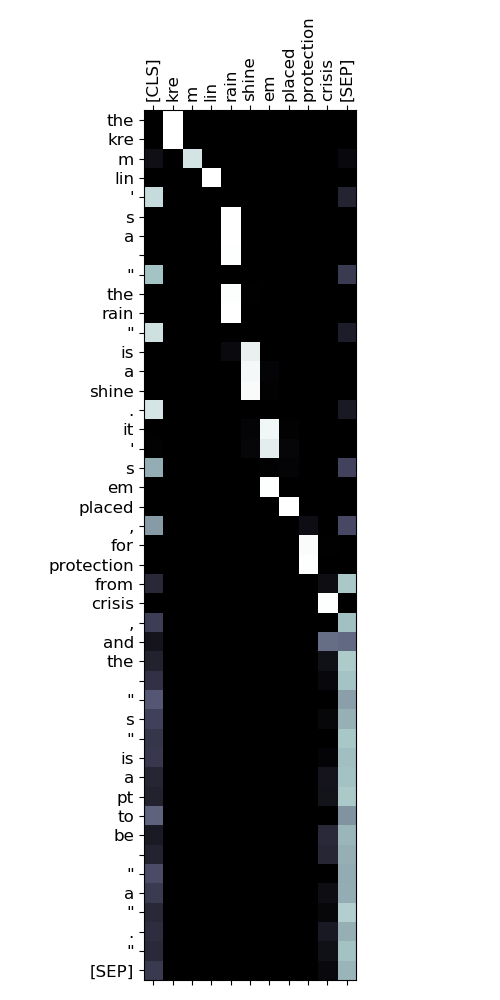 [CLS]
kre
m
lin
rain
shine
em
placed
protection
crisis
[SEP]
the
kre
m
lin
'
s
a
"
the
rain
"
is
a
shine
.
it
'
s
em
placed
,
for
protection
from
crisis
,
and
the
"
s
"
is
a
pt
to
be
"
a
"
.
"
[SEP]